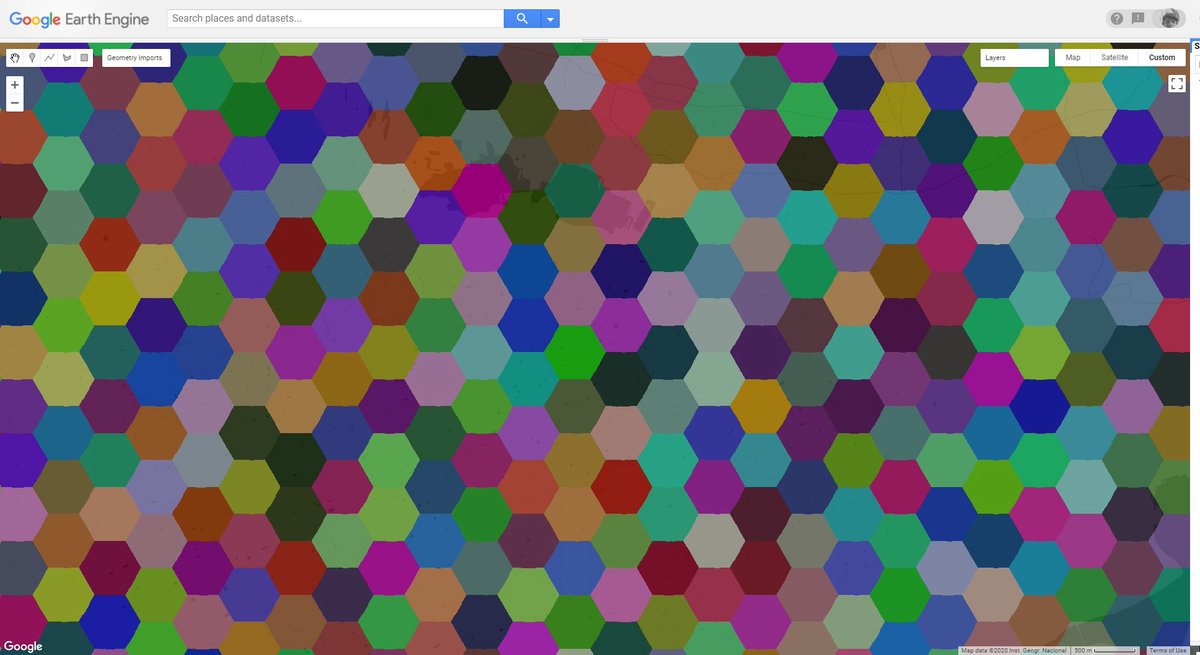 Google Earth Engine
Search places and datasets...
Geometry Imports
Layers
Map
Satellite
Custom
+
−
Google
Map data ©2020 Inst. Geogr. Nacional
500 m
Terms of Use